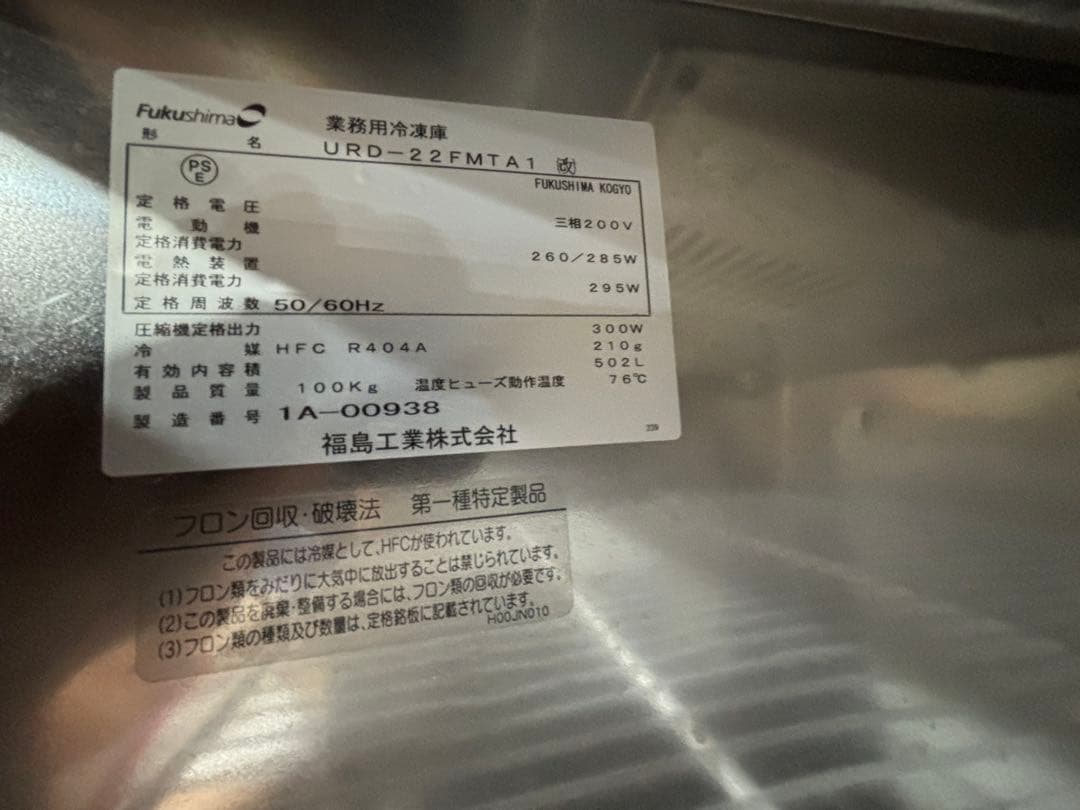 Fukushima
業務用冷凍庫
形名 URD-22FMTA1 改
PS E
FUKUSHIMA KOGYO
定格電圧 三相200V
電動機
定格消費電力 260/285W
電熱装置
定格消費電力 295W
定格周波数 50/60Hz
圧縮機定格出力 300W
冷媒 HFC R404A 210g
有効内容積 502L
製品質量 100Kg 温度ヒューズ動作温度 76℃
製造番号 1A-00938
福島工業株式会社
フロン回収・破壊法 第一種特定製品
この製品には冷媒として、HFCが使われています。
(1)フロン類をみだりに大気中に放出することは禁じられています。
(2)この製品を廃棄・整備する場合には、フロン類の回収が必要です。
(3)フロン類の種類及び数量は、定格銘板に記載されています。
H00JN010